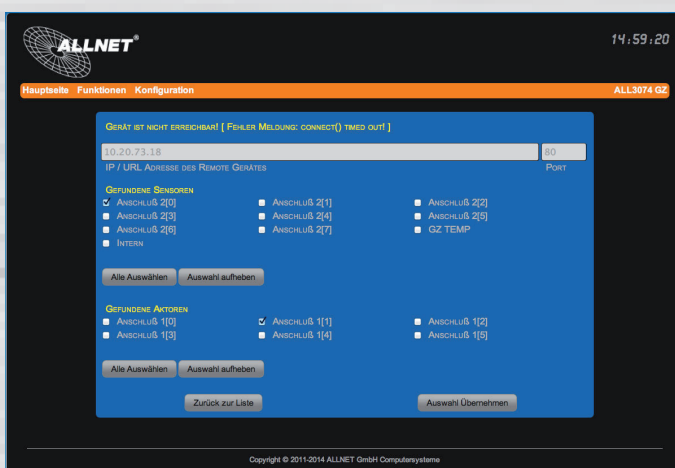 ALLNET®
14:59:20
Hauptseite Funktionen Konfiguration ALL3074 GZ
Gerät ist nicht erreichbar! [ Fehler Meldung: connect() timed out! ]
10.20.73.18 80
IP / URL Adresse des Remote Gerätes Port
Gefundene Sensoren
Anschluß 2[0] Anschluß 2[1] Anschluß 2[2]
Anschluß 2[3] Anschluß 2[4] Anschluß 2[5]
Anschluß 2[6] Anschluß 2[7] GZ TEMP
Intern
Alle Auswählen Auswahl aufheben
Gefundene Aktoren
Anschluß 1[0] Anschluß 1[1] Anschluß 1[2]
Anschluß 1[3] Anschluß 1[4] Anschluß 1[5]
Alle Auswählen Auswahl aufheben
Zurück zur Liste Auswahl Übernehmen
Copyright © 2011-2014 ALLNET GmbH Computersysteme